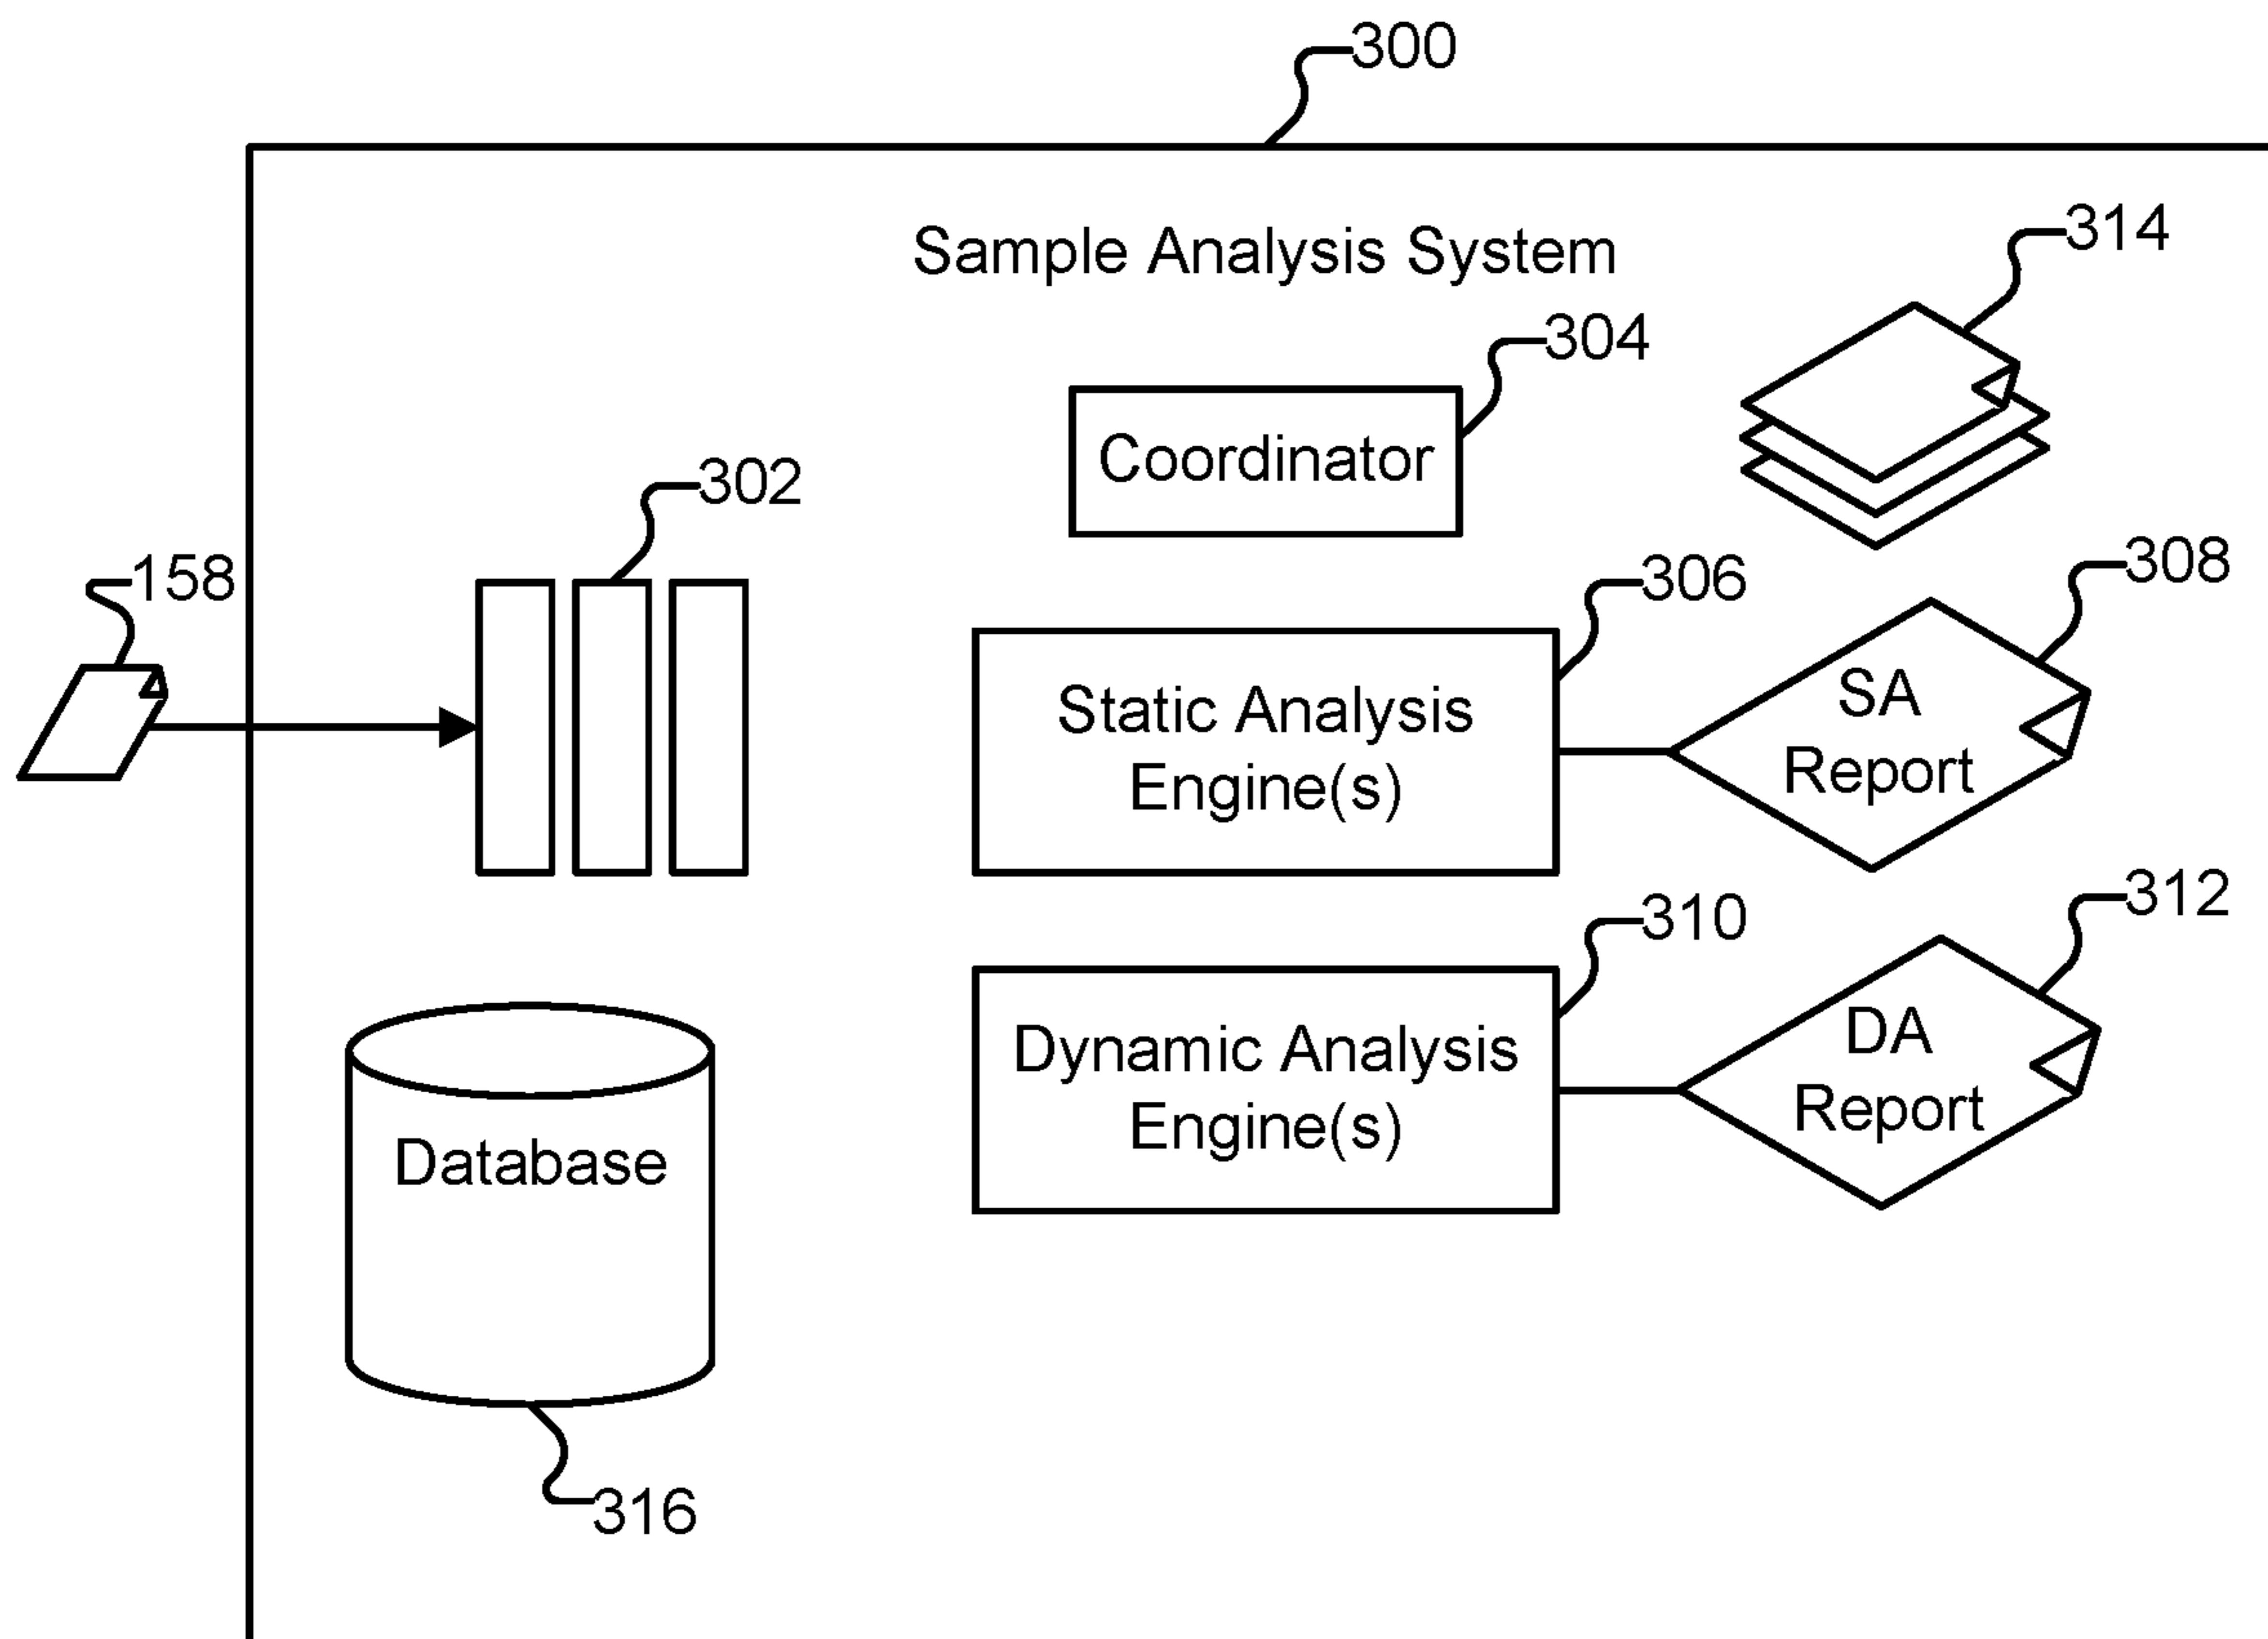 300
Sample Analysis System
314
304
Coordinator
302
158
306
308
Static Analysis
Engine(s)
SA
Report
310
312
Dynamic Analysis
Engine(s)
DA
Report
Database
316